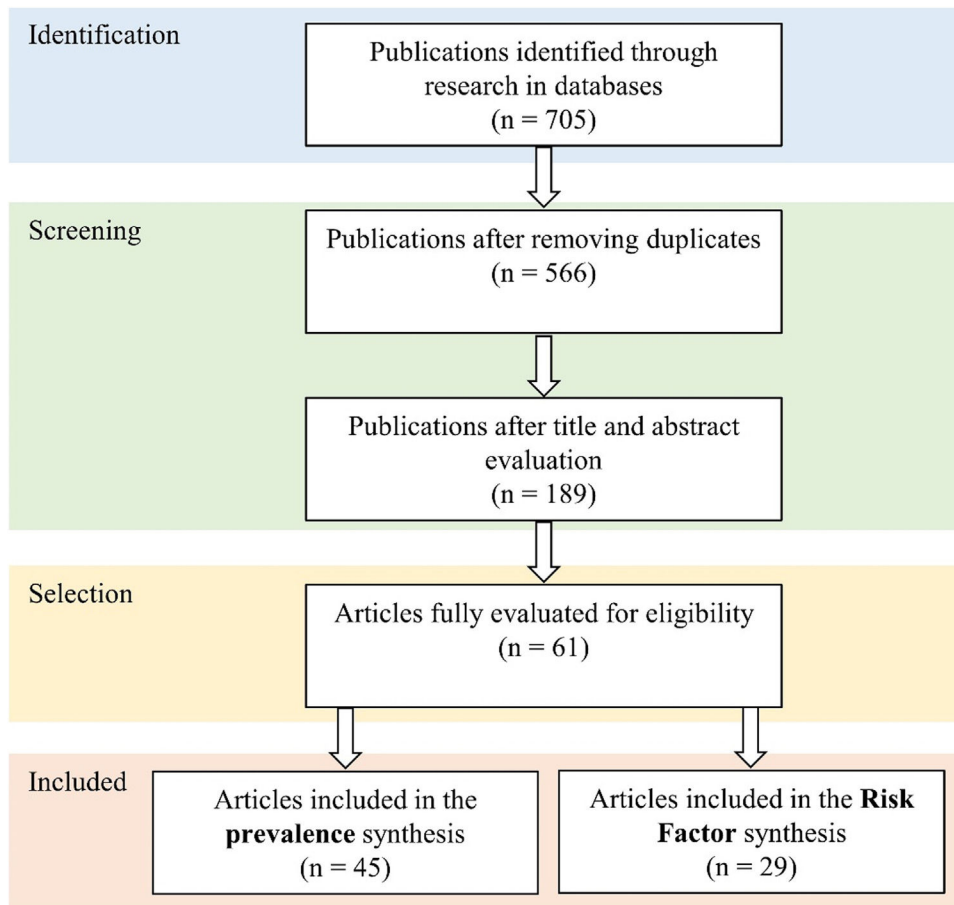 Identification
Publications identified through
research in databases
(n = 705)
Screening
Publications after removing duplicates
(n = 566)
Publications after title and abstract
evaluation
(n = 189)
Selection
Articles fully evaluated for eligibility
(n = 61)
Included
Articles included in the
prevalence synthesis
(n = 45)
Articles included in the Risk
Factor synthesis
(n = 29)